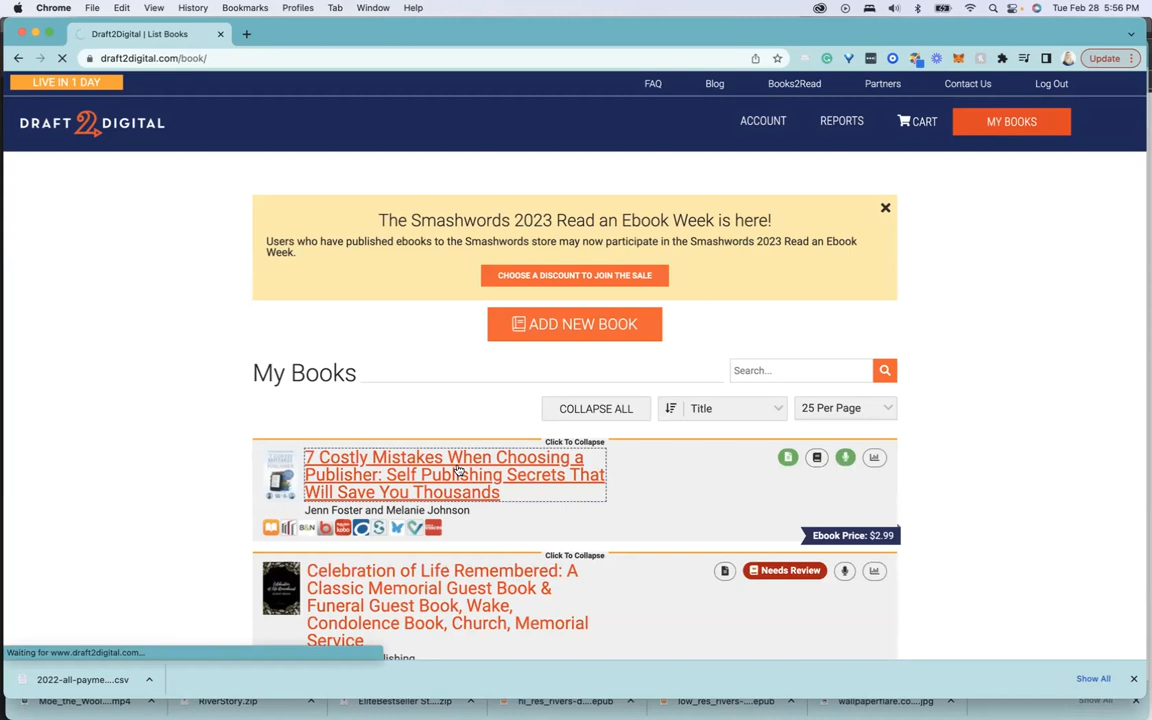 Chrome File Edit View History Bookmarks Profiles Tab Window Help Tue Feb 28 5:56 PM
Draft2Digital | List Books
draft2digital.com/book/ Update
LIVE IN 1 DAY FAQ Blog Books2Read Partners Contact Us Log Out
DRAFT 2 DIGITAL ACCOUNT REPORTS CART MY BOOKS
The Smashwords 2023 Read an Ebook Week is here!
Users who have published ebooks to the Smashwords store may now participate in the Smashwords 2023 Read an Ebook
Week.
CHOOSE A DISCOUNT TO JOIN THE SALE
ADD NEW BOOK
My Books Search...
COLLAPSE ALL Title 25 Per Page
Click To Collapse
7 Costly Mistakes When Choosing a
Publisher: Self Publishing Secrets That
Will Save You Thousands
Jenn Foster and Melanie Johnson
B&N
Ebook Price: $2.99
Click To Collapse
Celebration of Life Remembered: A Needs Review
Classic Memorial Guest Book &
Funeral Guest Book, Wake,
Condolence Book, Church, Memorial
Service
Waiting for www.draft2digital.com...
2022-all-payme....csv Show All
Moe_the_Wool....mp4 RiverStory.zip EliteBestseller St....zip hi_res_rivers-d....epub low_res_rivers-....epub wallpaperflare.co....jpg Show All